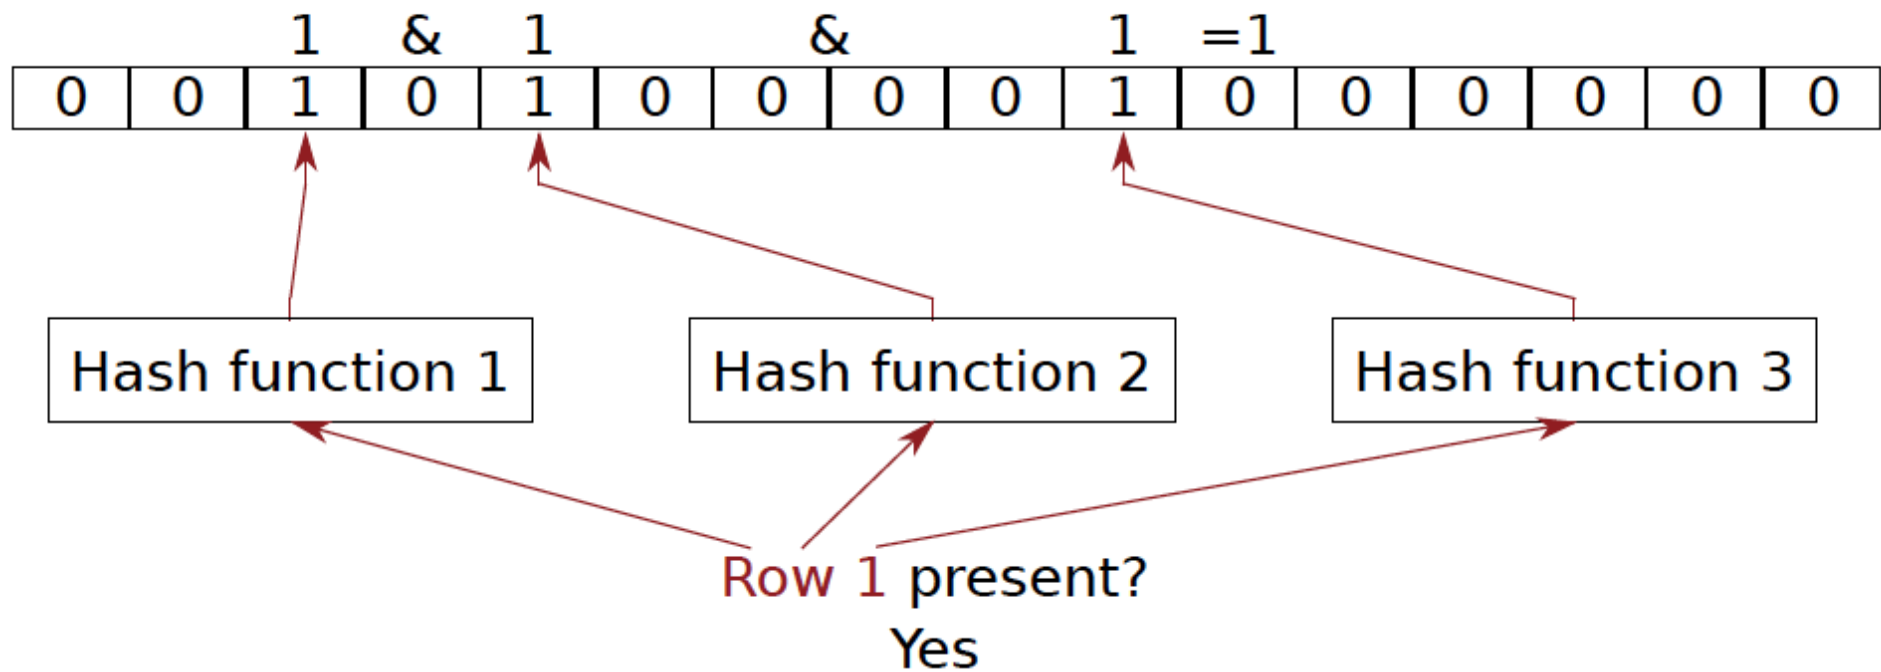 1 & 1 & 1 =1
0 0 1 0 1 0 0 0 0 1 0 0 0 0 0 0
Hash function 1 Hash function 2 Hash function 3
Row 1 present?
Yes